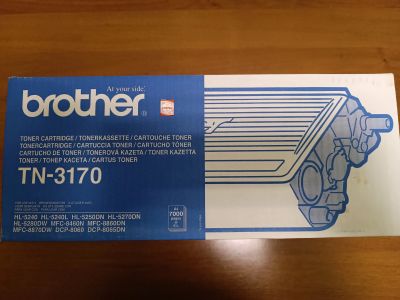 At your side.
brother
TONER CARTRIDGE / TONERKASSETTE / CARTOUCHE TONER
TONERCARTRIDGE / CARTUCCIA TONER / CARTUCHO TONER
CARTUCHO DE TONER / TONEROVÁ KAZETA / TONER KAZETTA
TONER / ТОНЕР КАСЕТА / CARTUS TONER
TN-3170
HL-5240 HL-5240L HL-5250DN HL-5270DN
HL-5280DW MFC-8460N MFC-8860DN
MFC-8870DW DCP-8060 DCP-8065DN
A4
7000